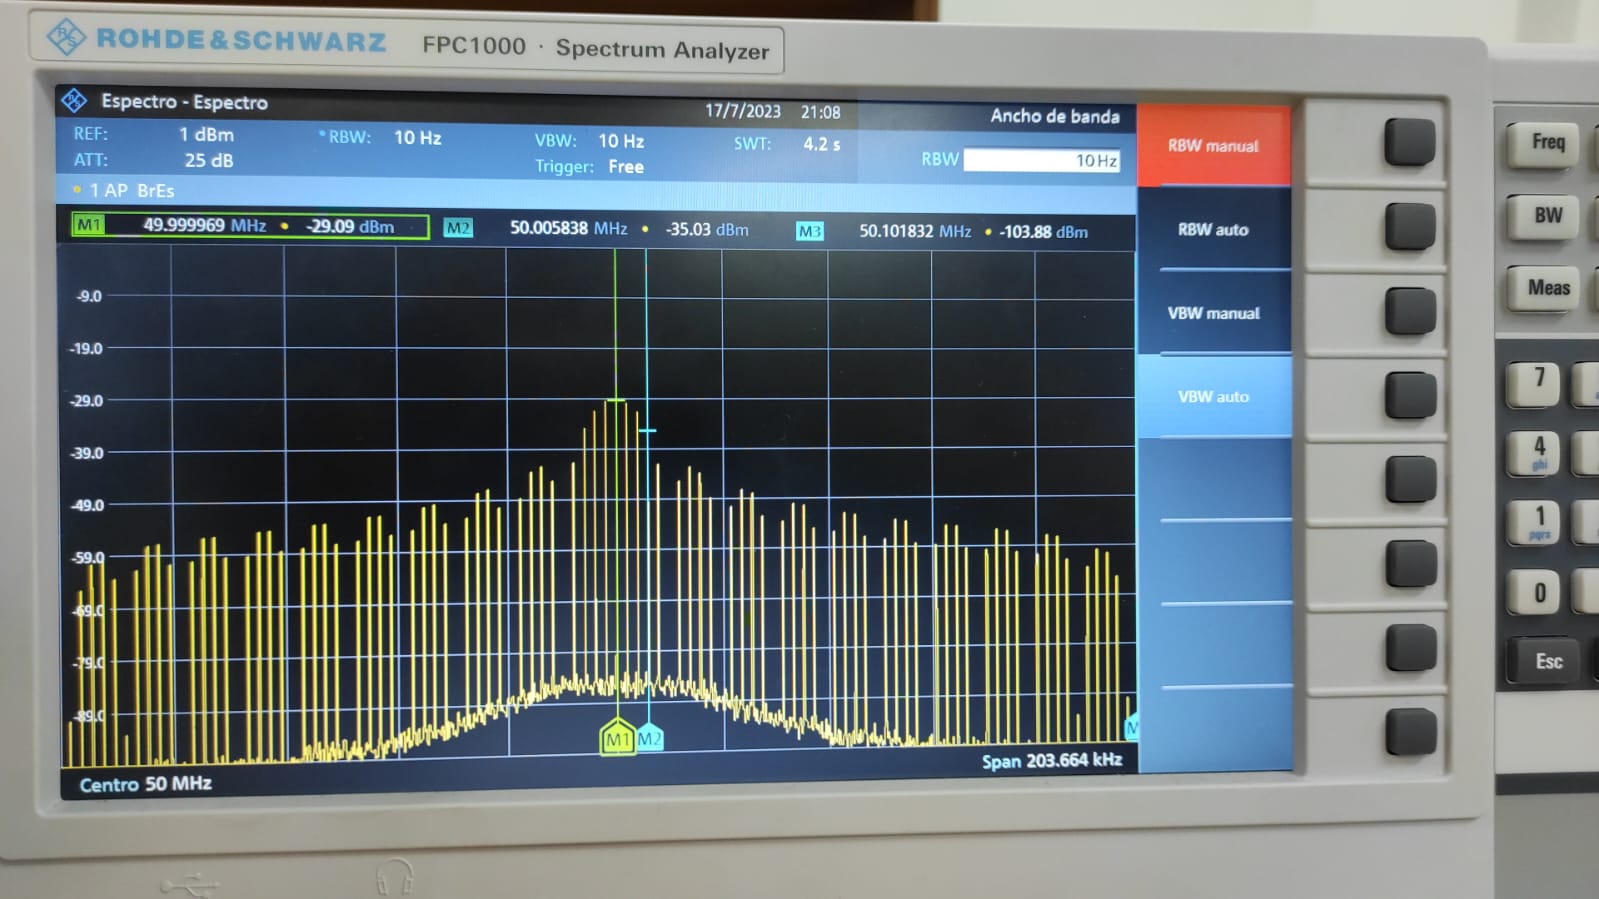 ROHDE & SCHWARZ FPC1000 · Spectrum Analyzer
Espectro - Espectro 17/7/2023 21:08 Ancho de banda
REF: 1 dBm RBW: 10 Hz VBW: 10 Hz SWT: 4.2 s RBW 10 Hz
ATT: 25 dB Trigger: Free
1 AP BrEs
M1 49.999969 MHz -29.09 dBm M2 50.005838 MHz -35.03 dBm M3 50.101832 MHz -103.88 dBm
-9.0
-19.0
-29.0
-39.0
-49.0
-59.0
-69.0
-79.0
-89.0
M1 M2 M
Centro 50 MHz Span 203.664 kHz
RBW manual
RBW auto
VBW manual
VBW auto
Freq
BW
Meas
7
4
ghi
1
pqrs
0
Esc